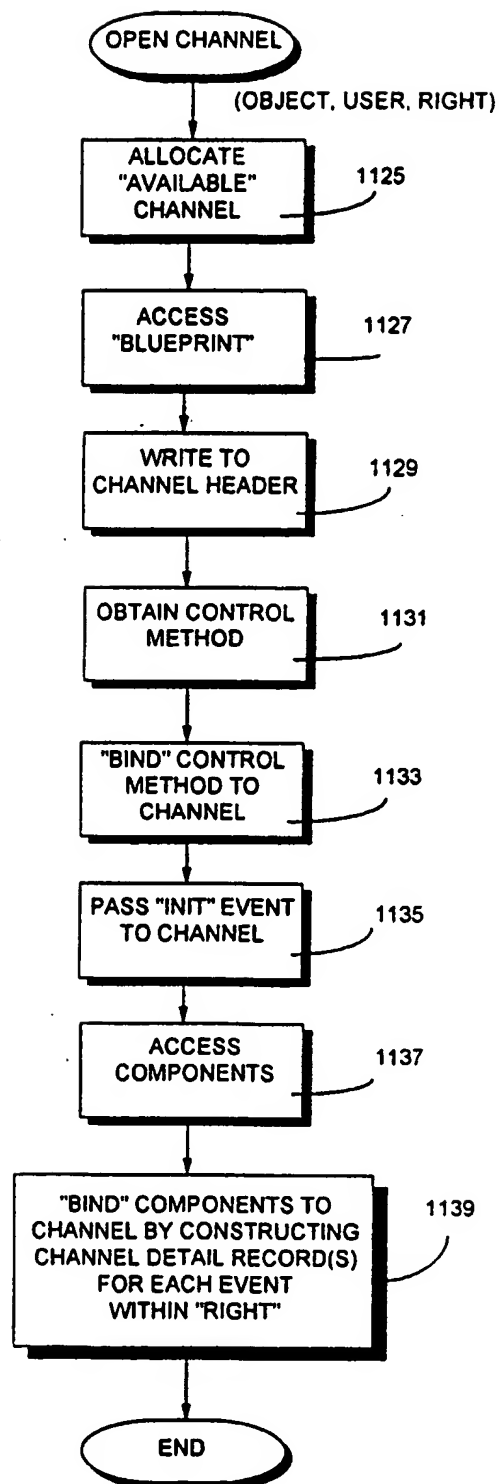 OPEN CHANNEL
(OBJECT, USER, RIGHT)
ALLOCATE
"AVAILABLE"
CHANNEL
1125
ACCESS
"BLUEPRINT"
1127
WRITE TO
CHANNEL HEADER
1129
OBTAIN CONTROL
METHOD
1131
"BIND" CONTROL
METHOD TO
CHANNEL
1133
PASS "INIT" EVENT
TO CHANNEL
1135
ACCESS
COMPONENTS
1137
"BIND" COMPONENTS TO
CHANNEL BY CONSTRUCTING
CHANNEL DETAIL RECORD(S)
FOR EACH EVENT
WITHIN "RIGHT"
1139
END